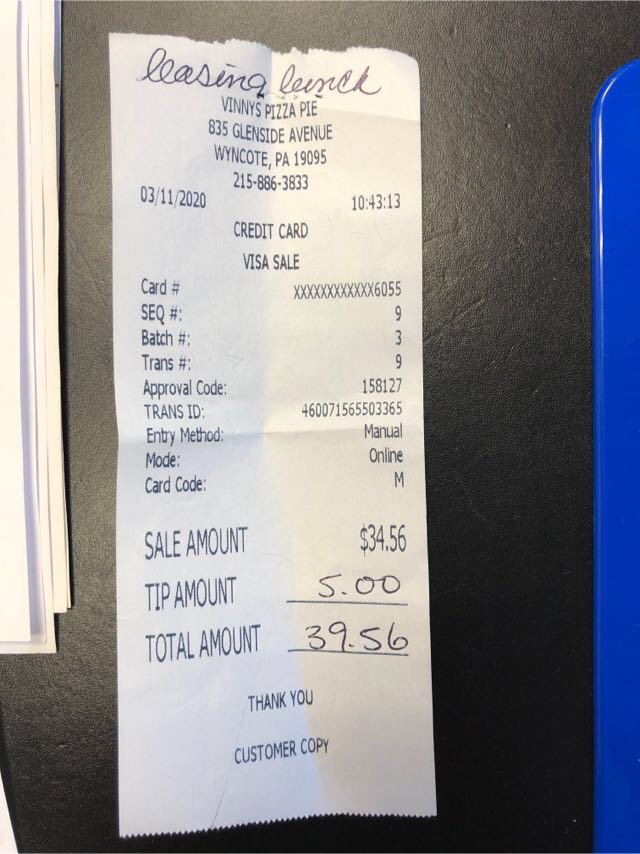 leasing lunch
VINNYS PIZZA PIE
835 GLENSIDE AVENUE
WYNCOTE, PA 19095
215-886-3833
03/11/2020 10:43:13
CREDIT CARD
VISA SALE
Card # XXXXXXXXXXXX6055
SEQ #: 9
Batch #: 3
Trans #: 9
Approval Code: 158127
TRANS ID: 460071565503365
Entry Method: Manual
Mode: Online
Card Code: M
SALE AMOUNT $34.56
TIP AMOUNT 5.00
TOTAL AMOUNT 39.56
THANK YOU
CUSTOMER COPY